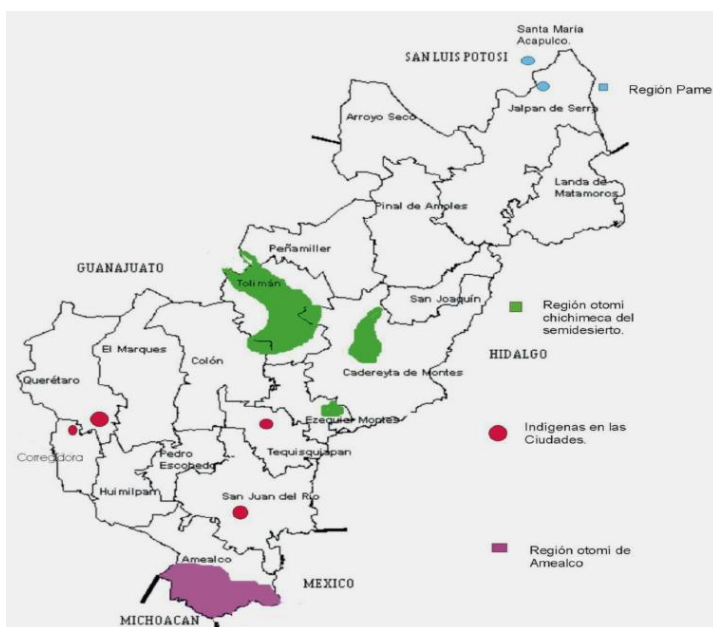 Santa María
Acapulco.
SAN LUIS POTOSI
Región Pame
Jalpan de Serra
Arroyo Seco
Landa de
Matamoros
Pinal de Amoles
Peñamiller
GUANAJUATO
Tolimán
San Joaquín
Región otomí
chichimeca del
semidesierto.
HIDALGO
El Marques
Colón
Querétaro
Cadereyta de Montes
Ezequiel Montes
Indígenas en las
Ciudades.
Corregidora
Pedro
Escobedo
Tequisquiapan
Huimilpan
San Juan del Río
Amealco
Región otomí de
Amealco
MEXICO
MICHOACAN